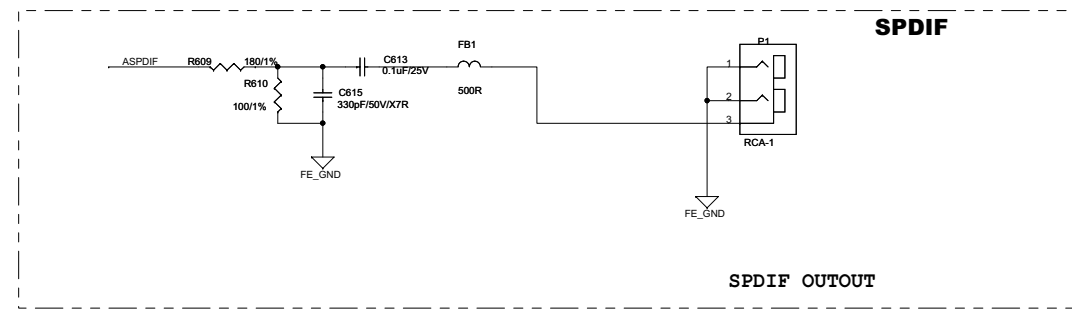 SPDIF
P1
FB1
ASPDIF R609 180/1% C613 1
0.1uF/25V
R610
C615 500R
100/1% 330pF/50V/X7R 2
3
RCA-1
FE_GND
FE_GND
SPDIF OUTOUT